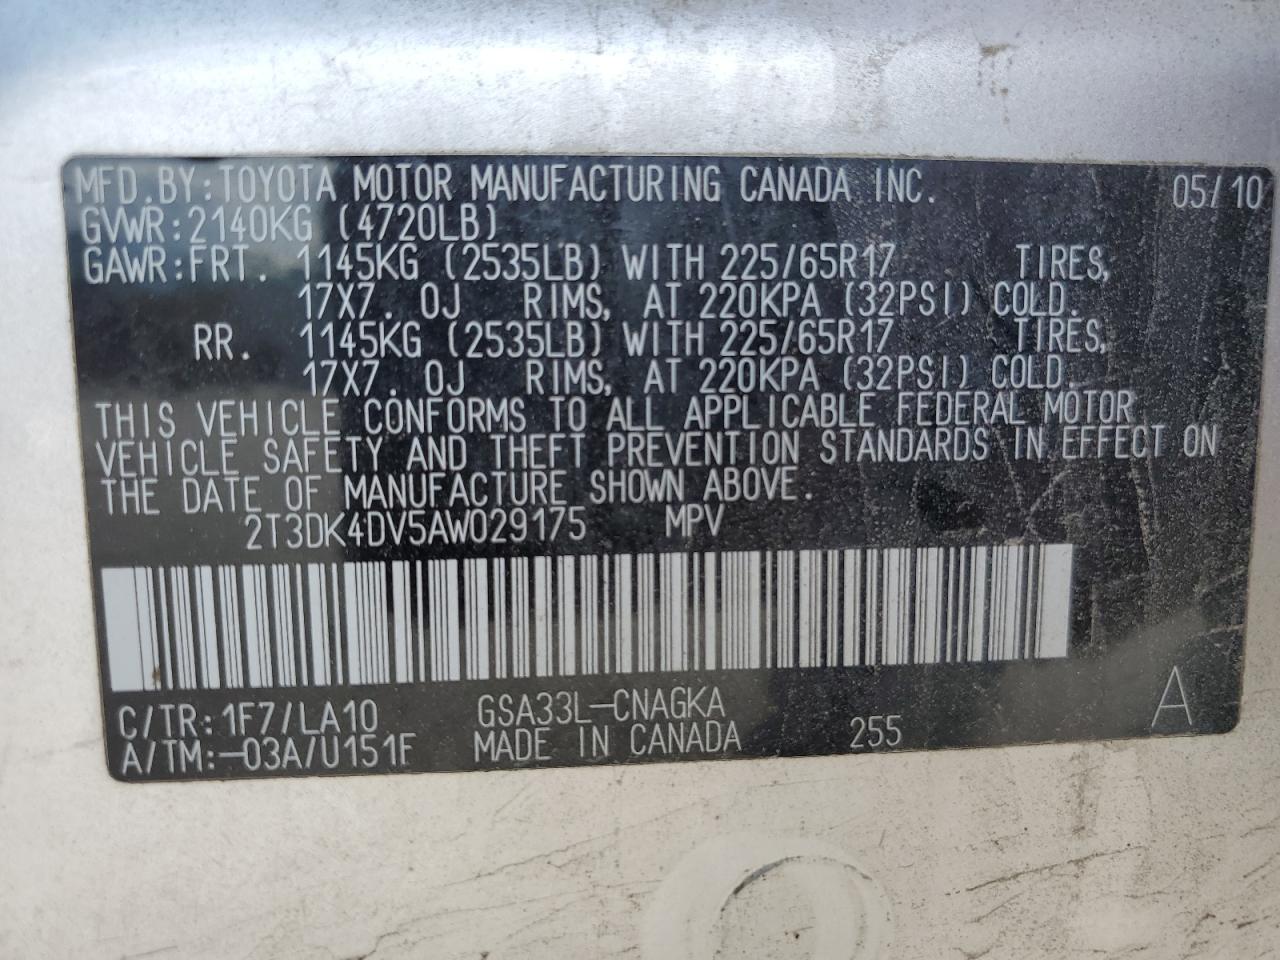 MFD.BY:TOYOTA MOTOR MANUFACTURING CANADA INC. 05/10
GVWR:2140KG (4720LB)
GAWR:FRT. 1145KG (2535LB) WITH 225/65R17 TIRES,
17X7.0J RIMS, AT 220KPA (32PSI) COLD.
RR. 1145KG (2535LB) WITH 225/65R17 TIRES,
17X7.0J RIMS, AT 220KPA (32PSI) COLD.
THIS VEHICLE CONFORMS TO ALL APPLICABLE FEDERAL MOTOR
VEHICLE SAFETY AND THEFT PREVENTION STANDARDS IN EFFECT ON
THE DATE OF MANUFACTURE SHOWN ABOVE.
2T3DK4DV5AW029175 MPV
C/TR:1F7/LA10 GSA33L-CNAGKA A
A/TM:-03A/U151F MADE IN CANADA 255